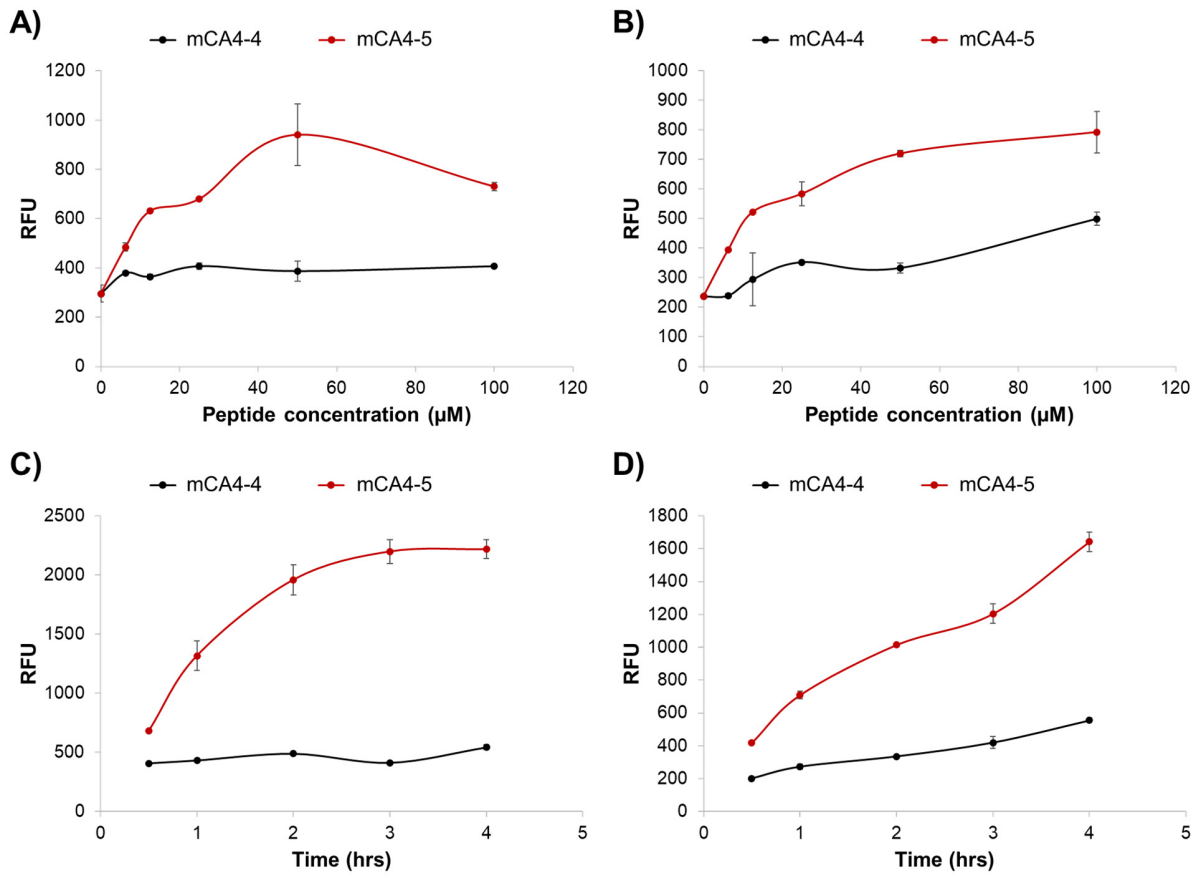 A)
mCA4-4
mCA4-5
1200
1000
800
600
400
200
0
RFU
0 20 40 60 80 100 120
Peptide concentration (µM)
B)
mCA4-4
mCA4-5
1000
900
800
700
600
500
400
300
200
100
0
RFU
0 20 40 60 80 100 120
Peptide concentration (µM)
C)
mCA4-4
mCA4-5
2500
2000
1500
1000
500
0
RFU
0 1 2 3 4 5
Time (hrs)
D)
mCA4-4
mCA4-5
1800
1600
1400
1200
1000
800
600
400
200
0
RFU
0 1 2 3 4 5
Time (hrs)